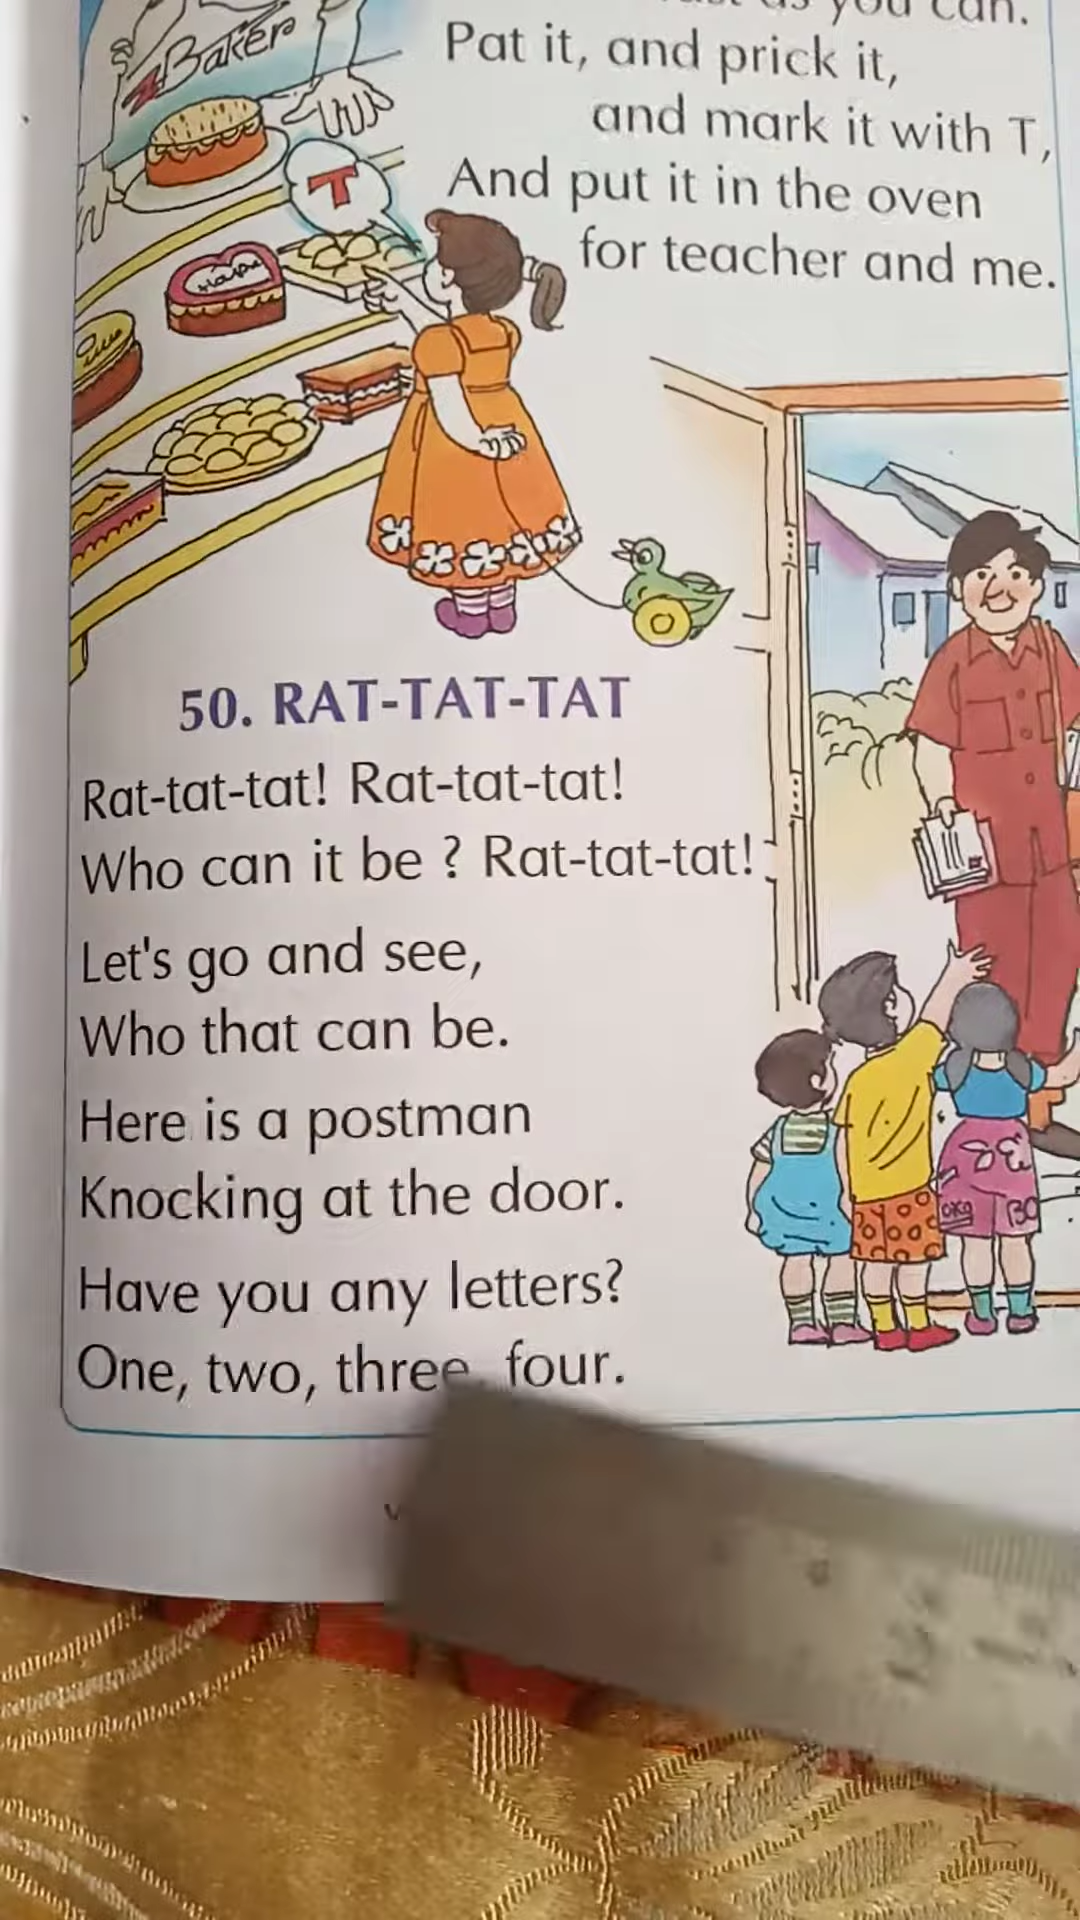 Baker
as you can.
Pat it, and prick it,
and mark it with T,
And put it in the oven
for teacher and me.
T
50. RAT-TAT-TAT
Rat-tat-tat! Rat-tat-tat!
Who can it be ? Rat-tat-tat!
Let's go and see,
Who that can be.
Here is a postman
Knocking at the door.
Have you any letters?
One, two, three, four.